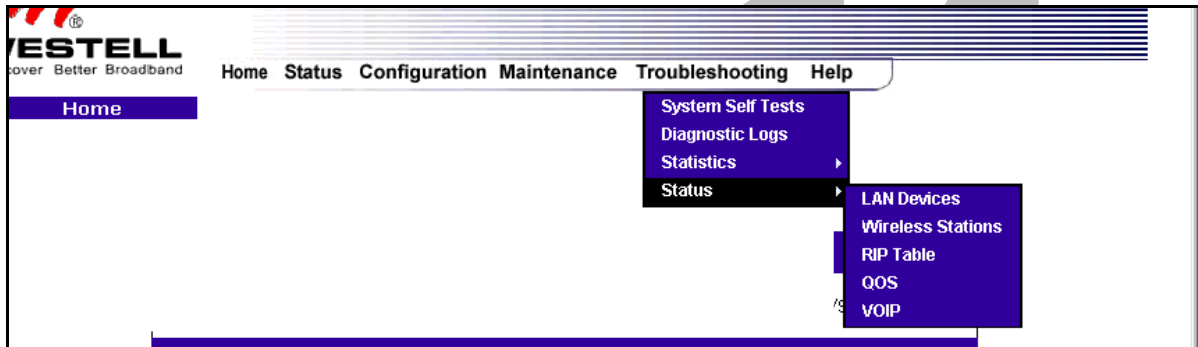 ®
WESTELL
cover Better Broadband
Home Status Configuration Maintenance Troubleshooting Help
Home
System Self Tests
Diagnostic Logs
Statistics
Status
LAN Devices
Wireless Stations
RIP Table
QOS
VOIP